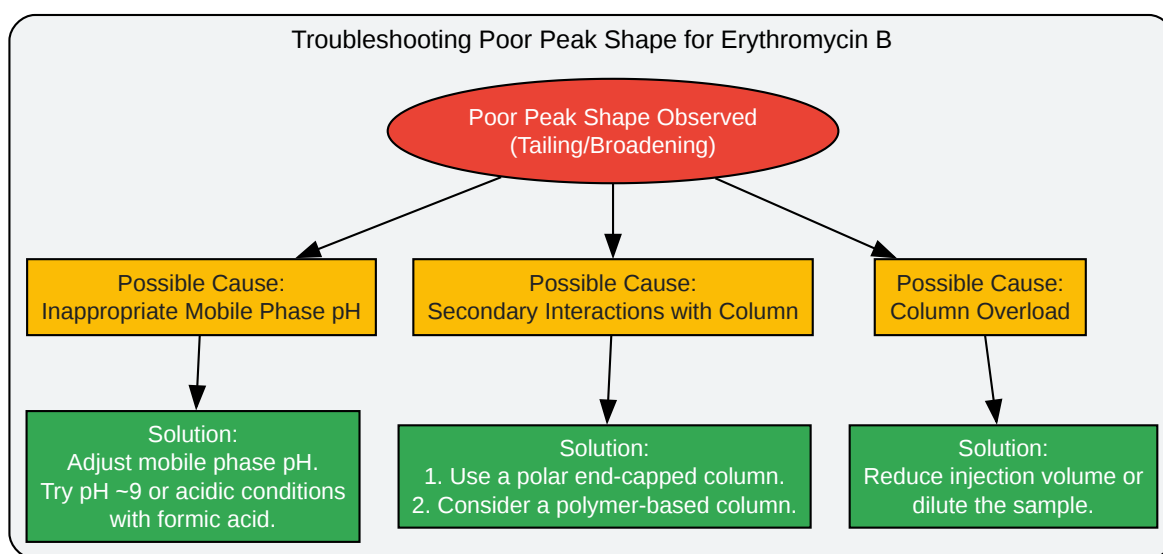 Troubleshooting Poor Peak Shape for Erythromycin B
Poor Peak Shape Observed
(Tailing/Broadening)
Possible Cause:
Inappropriate Mobile Phase pH
Possible Cause:
Secondary Interactions with Column
Possible Cause:
Column Overload
Solution:
Adjust mobile phase pH.
Try pH ~9 or acidic conditions
with formic acid.
Solution:
1. Use a polar end-capped column.
2. Consider a polymer-based column.
Solution:
Reduce injection volume or
dilute the sample.